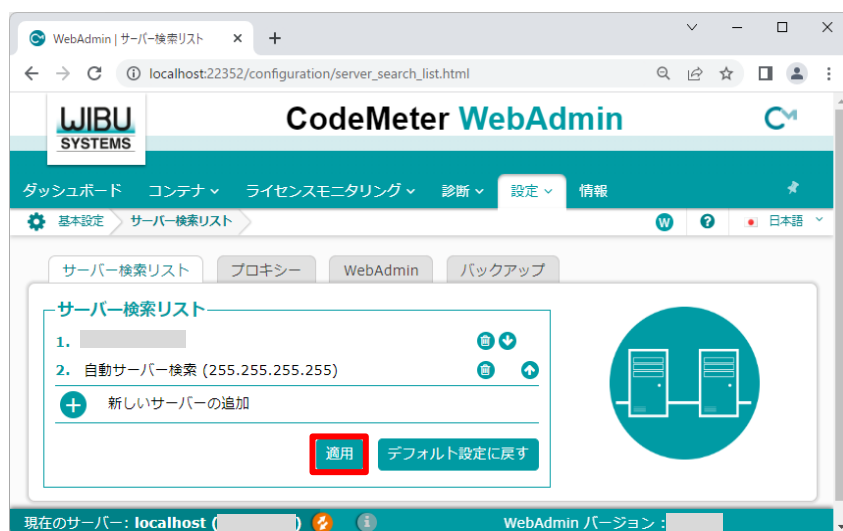 WebAdmin | サーバー検索リスト
localhost:22352/configuration/server_search_list.html
WIBU
SYSTEMS
CodeMeter WebAdmin
ダッシュボード コンテナ ライセンスモニタリング 診断 設定 情報
基本設定 サーバー検索リスト W ? 日本語
サーバー検索リスト プロキシー WebAdmin バックアップ
サーバー検索リスト
1.
2. 自動サーバー検索 (255.255.255.255)
新しいサーバーの追加
適用 デフォルト設定に戻す
現在のサーバー: localhost ( ) WebAdmin バージョン :